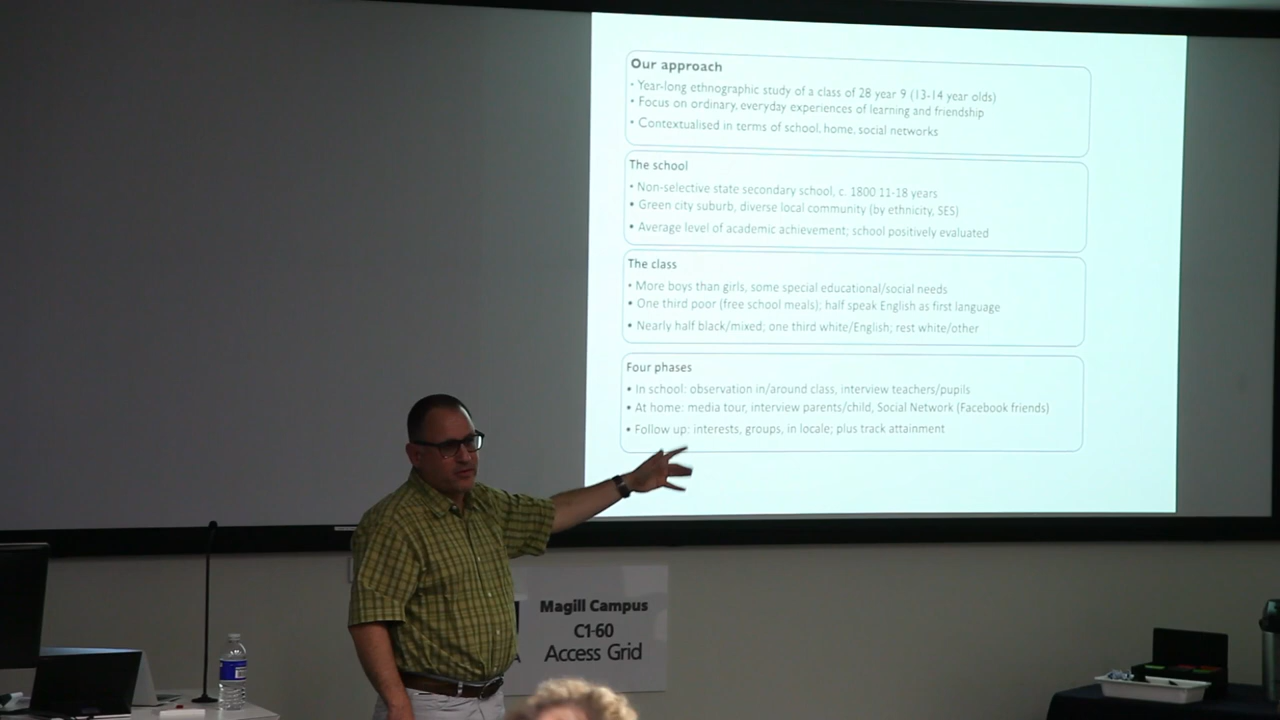 Our approach
• Year-long ethnographic study of a class of 28 year 9 (13-14 year olds)
• Focus on ordinary, everyday experiences of learning and friendship
• Contextualised in terms of school, home, social networks
The school
• Non-selective state secondary school, c. 1800 11-18 years
• Green city suburb, diverse local community (by ethnicity, SES)
• Average level of academic achievement; school positively evaluated
The class
• More boys than girls, some special educational/social needs
• One third poor (free school meals); half speak English as first language
• Nearly half black/mixed; one third white/English; rest white/other
Four phases
• In school: observation in/around class, interview teachers/pupils
• At home: media tour, interview parents/child, Social Network (Facebook friends)
• Follow up: interests, groups, in locale; plus track attainment
Magill Campus
C1-60
Access Grid